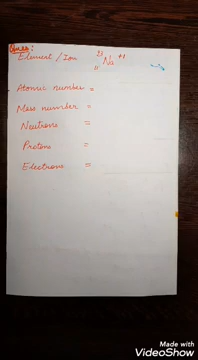 Ques:
Element / Ion ²³₁₁Na⁺¹
Atomic number =
Mass number =
Neutrons =
Protons =
Electrons =
Made with
VideoShow